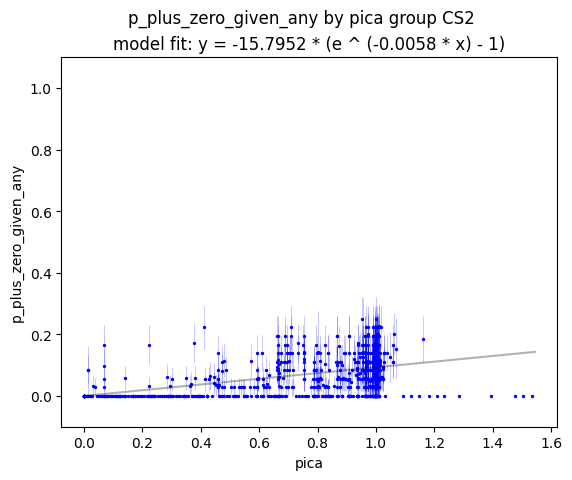 p_plus_zero_given_any by pica group CS2
model fit: y = -15.7952 * (e ^ (-0.0058 * x) - 1)
p_plus_zero_given_any
1.0
0.8
0.6
0.4
0.2
0.0
0.0 0.2 0.4 0.6 0.8 1.0 1.2 1.4 1.6
pica